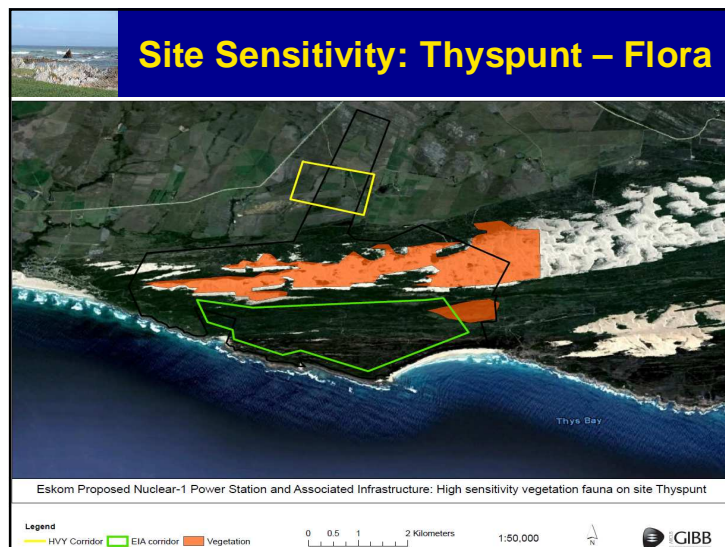 Site Sensitivity: Thyspunt – Flora
Thys Bay
Eskom Proposed Nuclear-1 Power Station and Associated Infrastructure: High sensitivity vegetation fauna on site Thyspunt
Legend
HVY Corridor EIA corridor Vegetation
0 0.5 1 2 Kilometers
1:50,000
N
GIBB